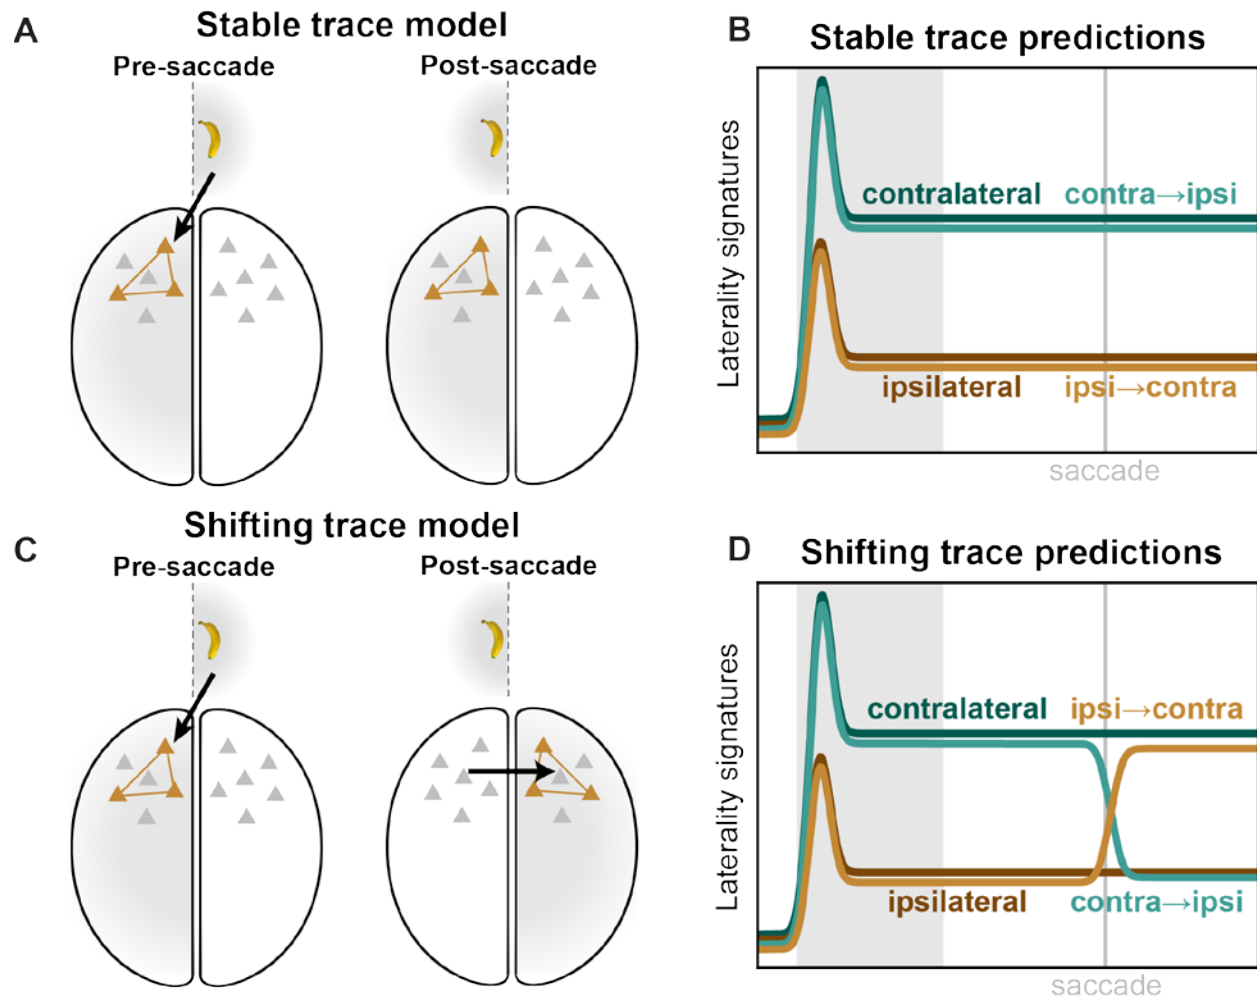 A
Stable trace model
Pre-saccade
Post-saccade
B
Stable trace predictions
Laterality signatures
contralateral
contra→ipsi
ipsilateral
ipsi→contra
saccade
C
Shifting trace model
Pre-saccade
Post-saccade
D
Shifting trace predictions
Laterality signatures
contralateral
ipsi→contra
ipsilateral
contra→ipsi
saccade